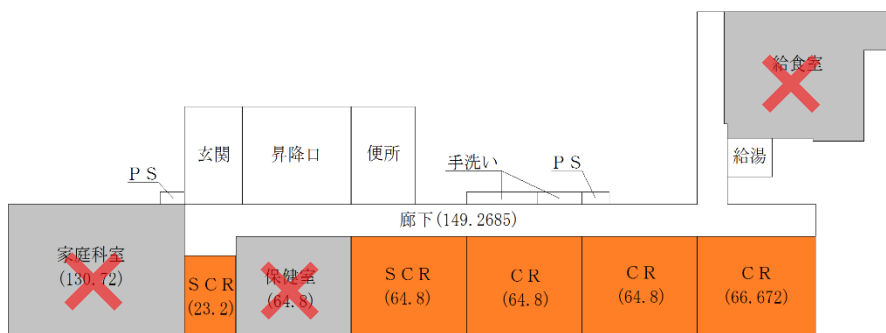 給食室
玄関
昇降口
便所
手洗い
ＰＳ
給湯
ＰＳ
廊下(149.2685)
家庭科室
(130.72)
ＳＣＲ
(23.2)
保健室
(64.8)
ＳＣＲ
(64.8)
ＣＲ
(64.8)
ＣＲ
(64.8)
ＣＲ
(66.672)